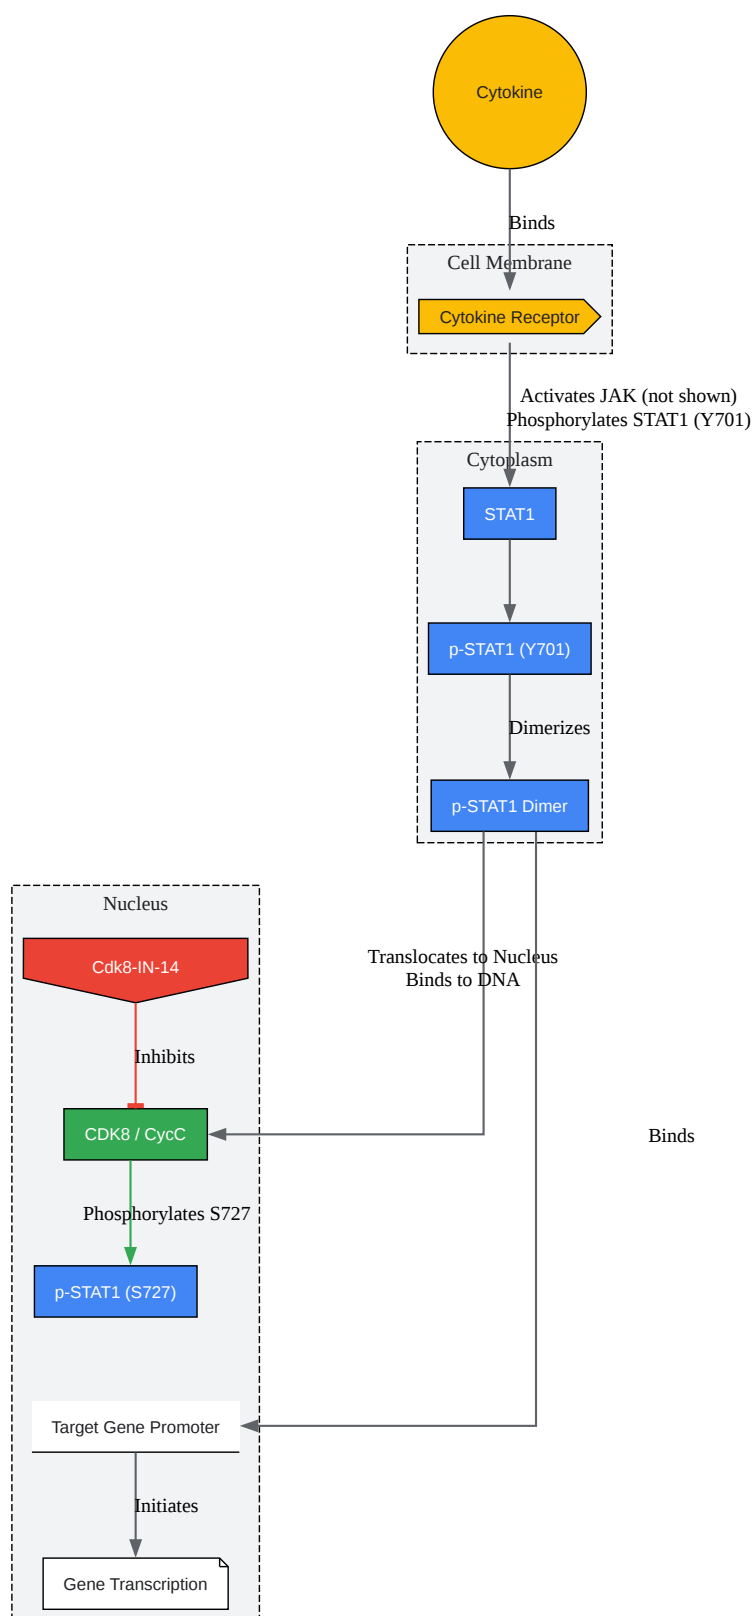 Cytokine
Binds
Cell Membrane
Cytokine Receptor
Activates JAK (not shown)
Phosphorylates STAT1 (Y701)
Cytoplasm
STAT1
p-STAT1 (Y701)
Dimerizes
p-STAT1 Dimer
Nucleus
Translocates to Nucleus
Binds to DNA
Cdk8-IN-14
Inhibits
CDK8 / CycC
Binds
Phosphorylates S727
p-STAT1 (S727)
Target Gene Promoter
Initiates
Gene Transcription